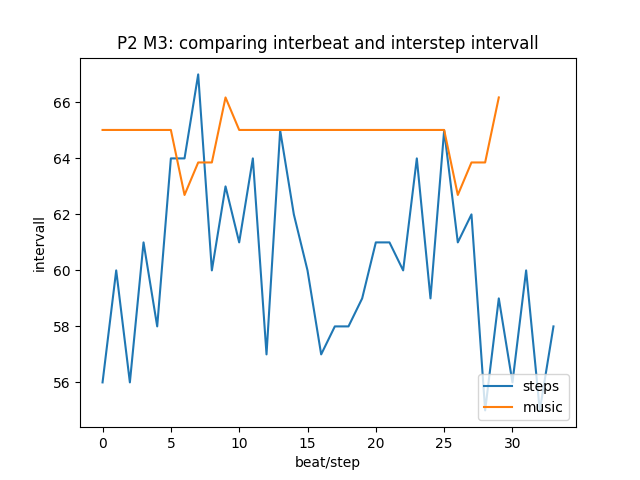 P2 M3: comparing interbeat and interstep intervall
66
64
62
60
58
56
intervall
0 5 10 15 20 25 30
beat/step
steps
music